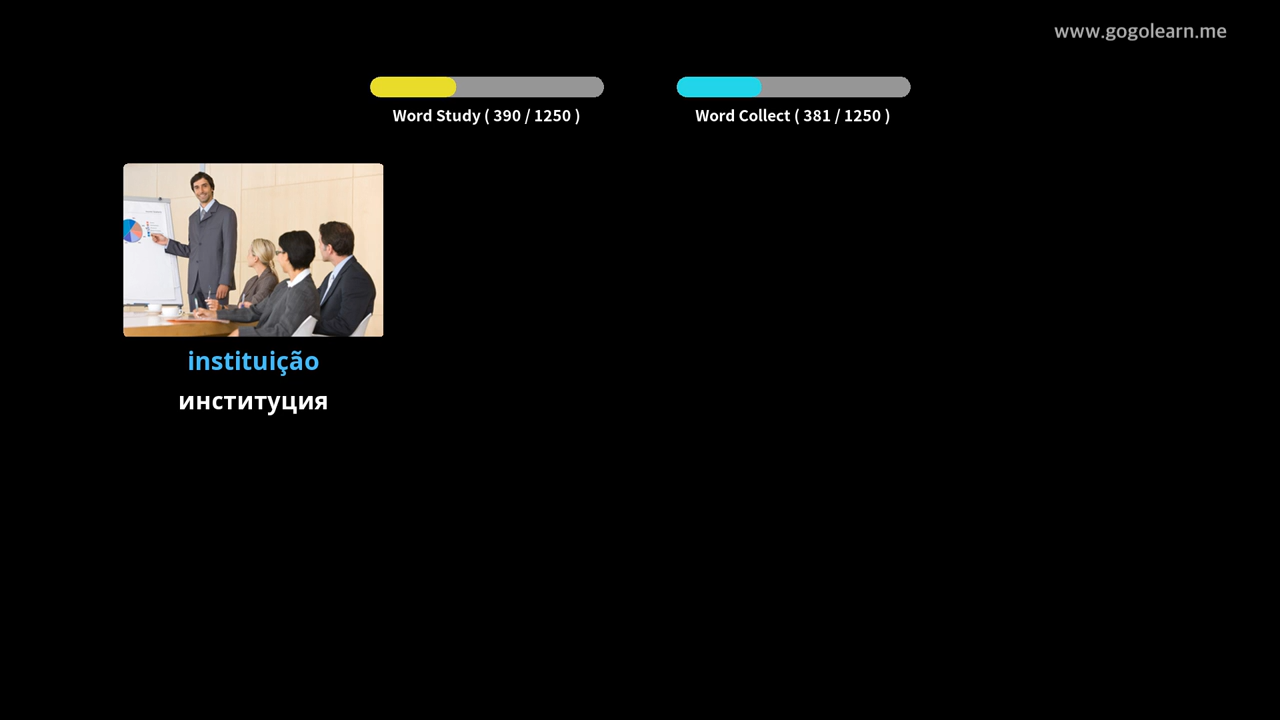 www.gogolearn.me
Word Study ( 390 / 1250 )
Word Collect ( 381 / 1250 )
instituição
институция